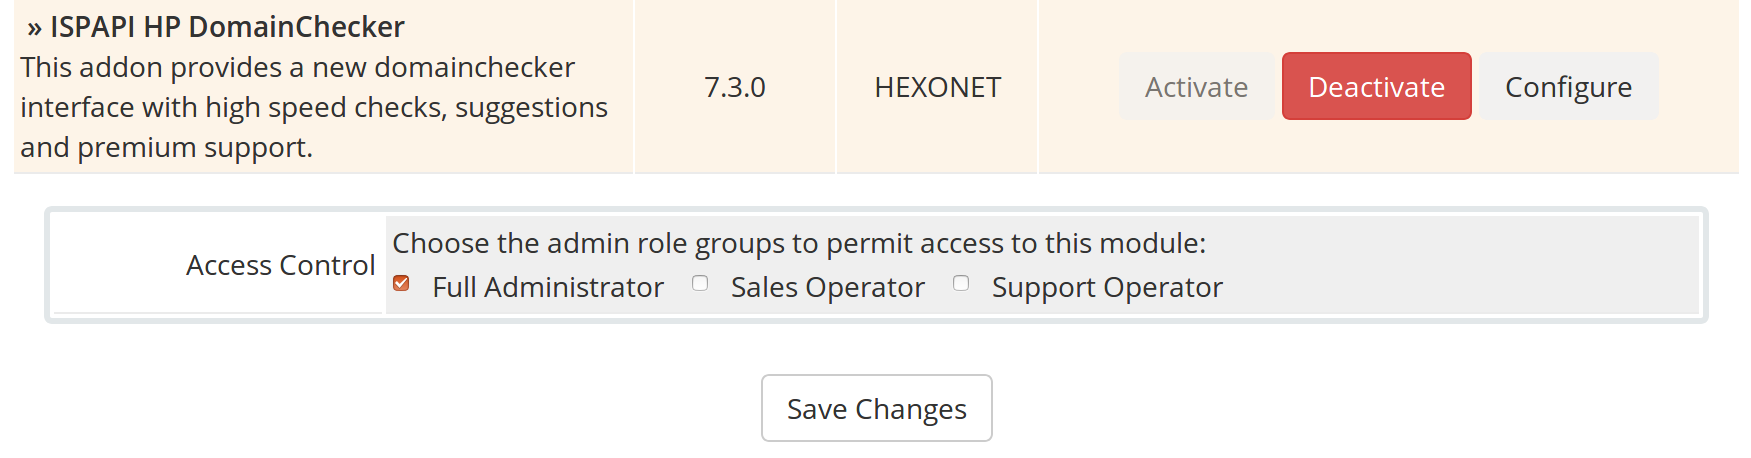 » ISPAPI HP DomainChecker
This addon provides a new domainchecker
interface with high speed checks, suggestions
and premium support.
7.3.0
HEXONET
Activate Deactivate Configure
Access Control
Choose the admin role groups to permit access to this module:
Full Administrator Sales Operator Support Operator
Save Changes